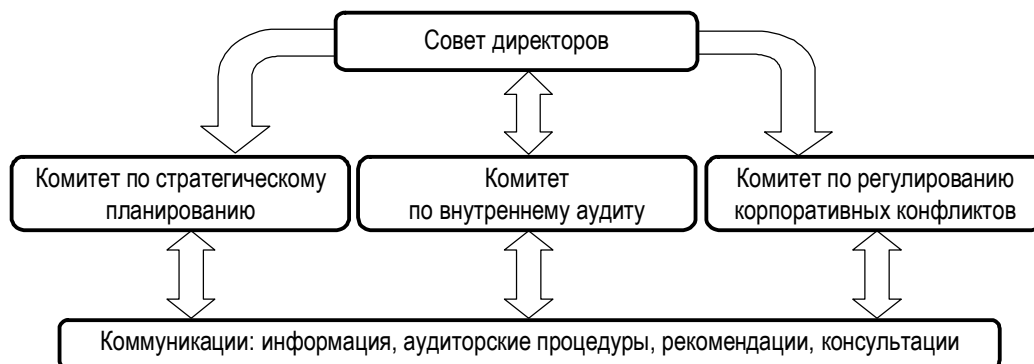 Совет директоров
Комитет по стратегическому
планированию
Комитет
по внутреннему аудиту
Комитет по регулированию
корпоративных конфликтов
Коммуникации: информация, аудиторские процедуры, рекомендации, консультации